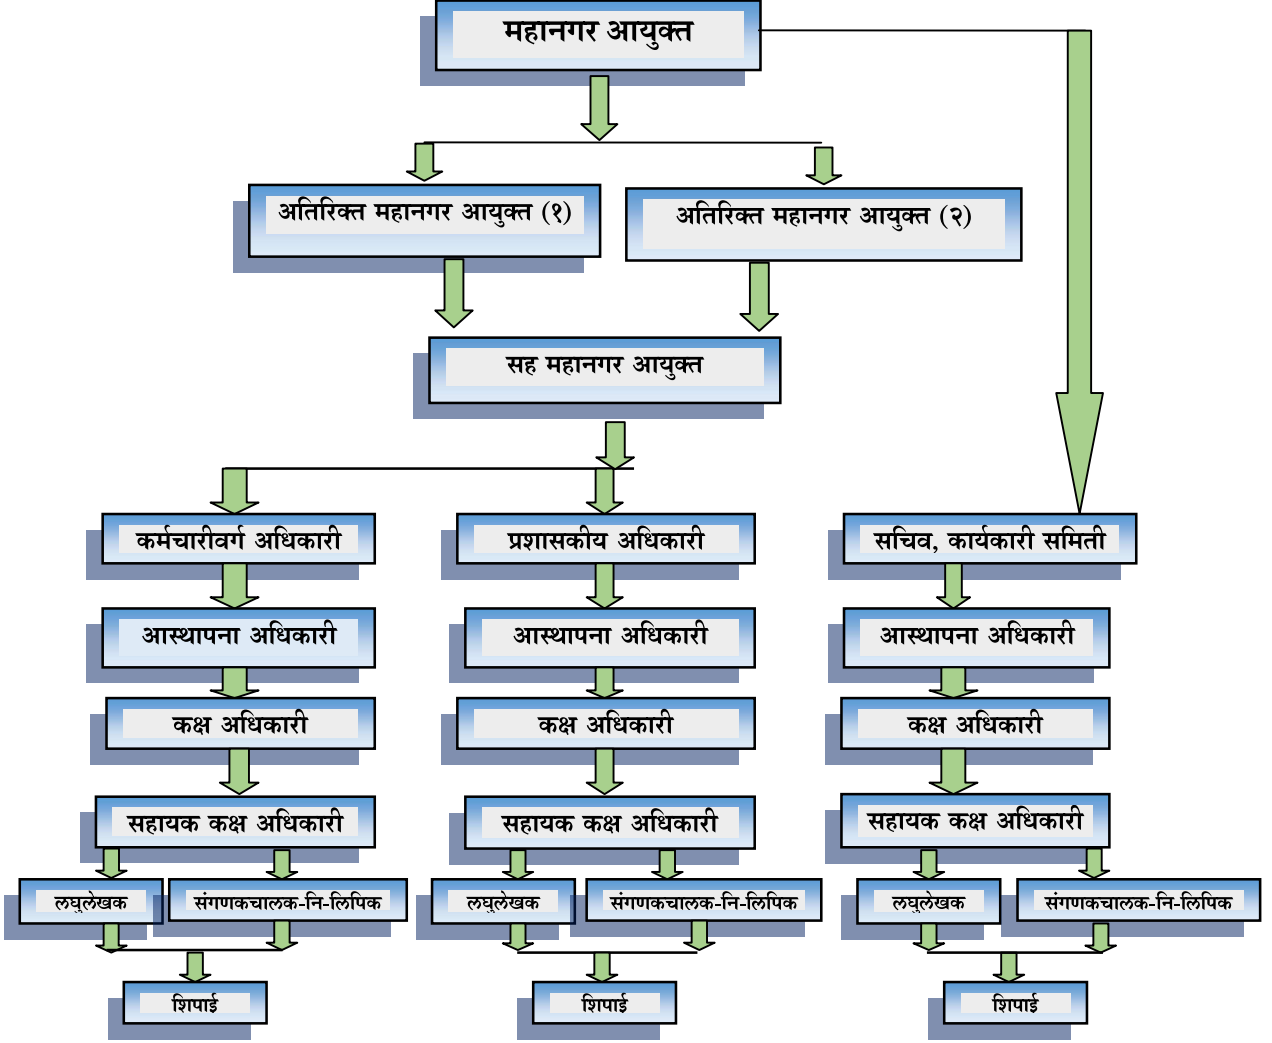 महानगर आयुक्त
अतिरिक्त महानगर आयुक्त (१)
अतिरिक्त महानगर आयुक्त (२)
सह महानगर आयुक्त
कर्मचारीवर्ग अधिकारी
प्रशासकीय अधिकारी
सचिव, कार्यकारी समिती
आस्थापना अधिकारी
आस्थापना अधिकारी
आस्थापना अधिकारी
कक्ष अधिकारी
कक्ष अधिकारी
कक्ष अधिकारी
सहायक कक्ष अधिकारी
सहायक कक्ष अधिकारी
सहायक कक्ष अधिकारी
लघुलेखक
संगणकचालक-नि-लिपिक
लघुलेखक
संगणकचालक-नि-लिपिक
लघुलेखक
संगणकचालक-नि-लिपिक
शिपाई
शिपाई
शिपाई